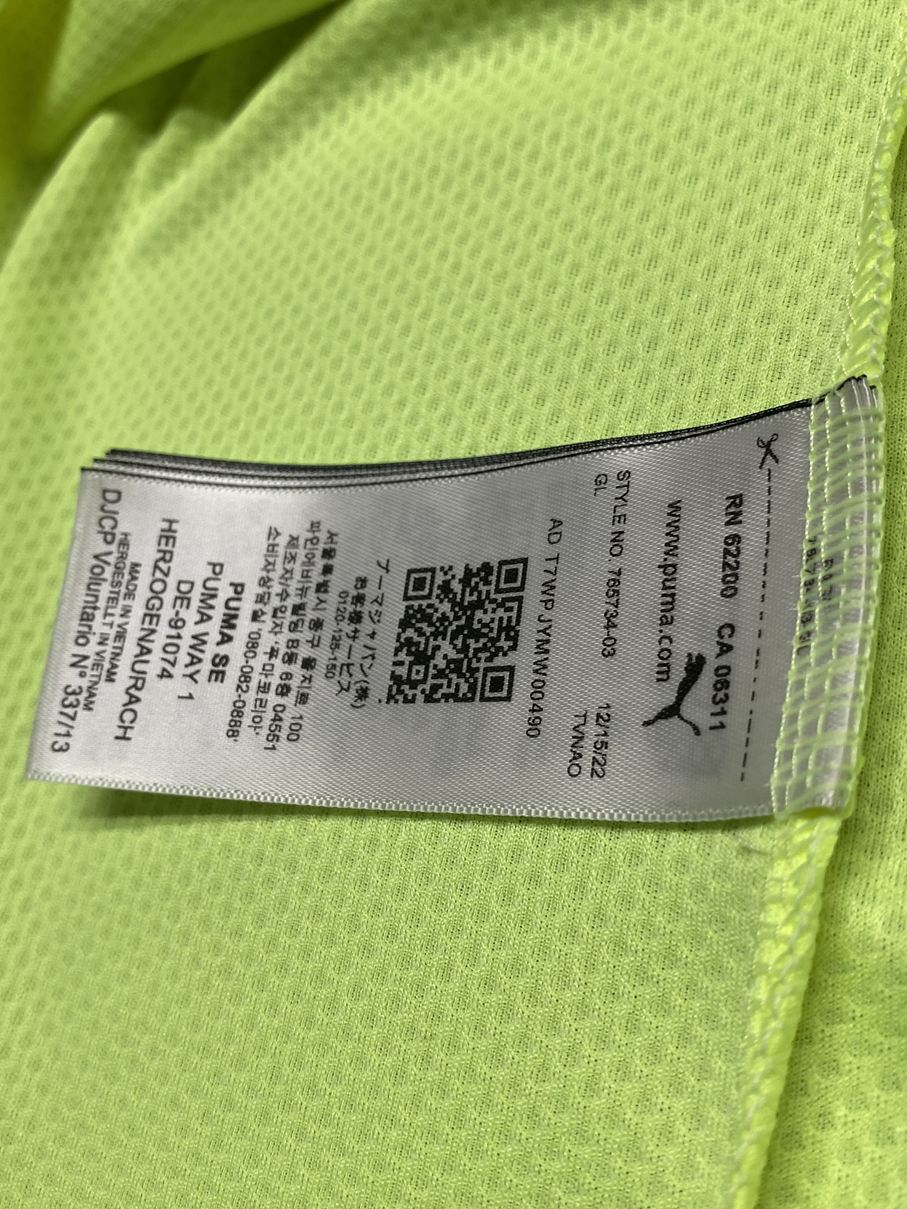 RN 62200 CA 06311
www.puma.com
STYLE NO. 765734-03 12/15/22
GL TVNAO
AD T7WPJYMW00490
プーマジャパン(株)
お客様サービス
0120-125-150
서울특별시 중구 을지로 100
파인에비뉴빌딩 B동 6층 04551
제조자/수입자 '푸마코리아'
소비자상담실 '080-082-0888'
PUMA SE
PUMA WAY 1
DE-91074
HERZOGENAURACH
MADE IN VIETNAM
HERGESTELLT IN VIETNAM
DJCP Voluntario N° 337/13